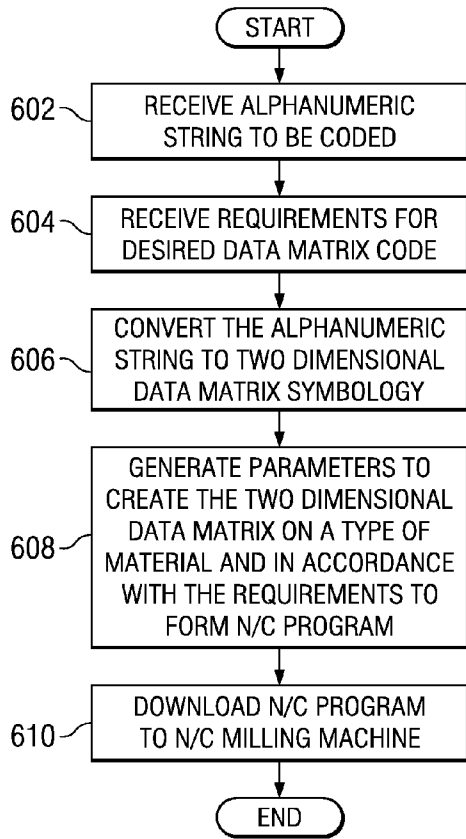 START
602
RECEIVE ALPHANUMERIC
STRING TO BE CODED
604
RECEIVE REQUIREMENTS FOR
DESIRED DATA MATRIX CODE
606
CONVERT THE ALPHANUMERIC
STRING TO TWO DIMENSIONAL
DATA MATRIX SYMBOLOGY
608
GENERATE PARAMETERS TO
CREATE THE TWO DIMENSIONAL
DATA MATRIX ON A TYPE OF
MATERIAL AND IN ACCORDANCE
WITH THE REQUIREMENTS TO
FORM N/C PROGRAM
610
DOWNLOAD N/C PROGRAM
TO N/C MILLING MACHINE
END